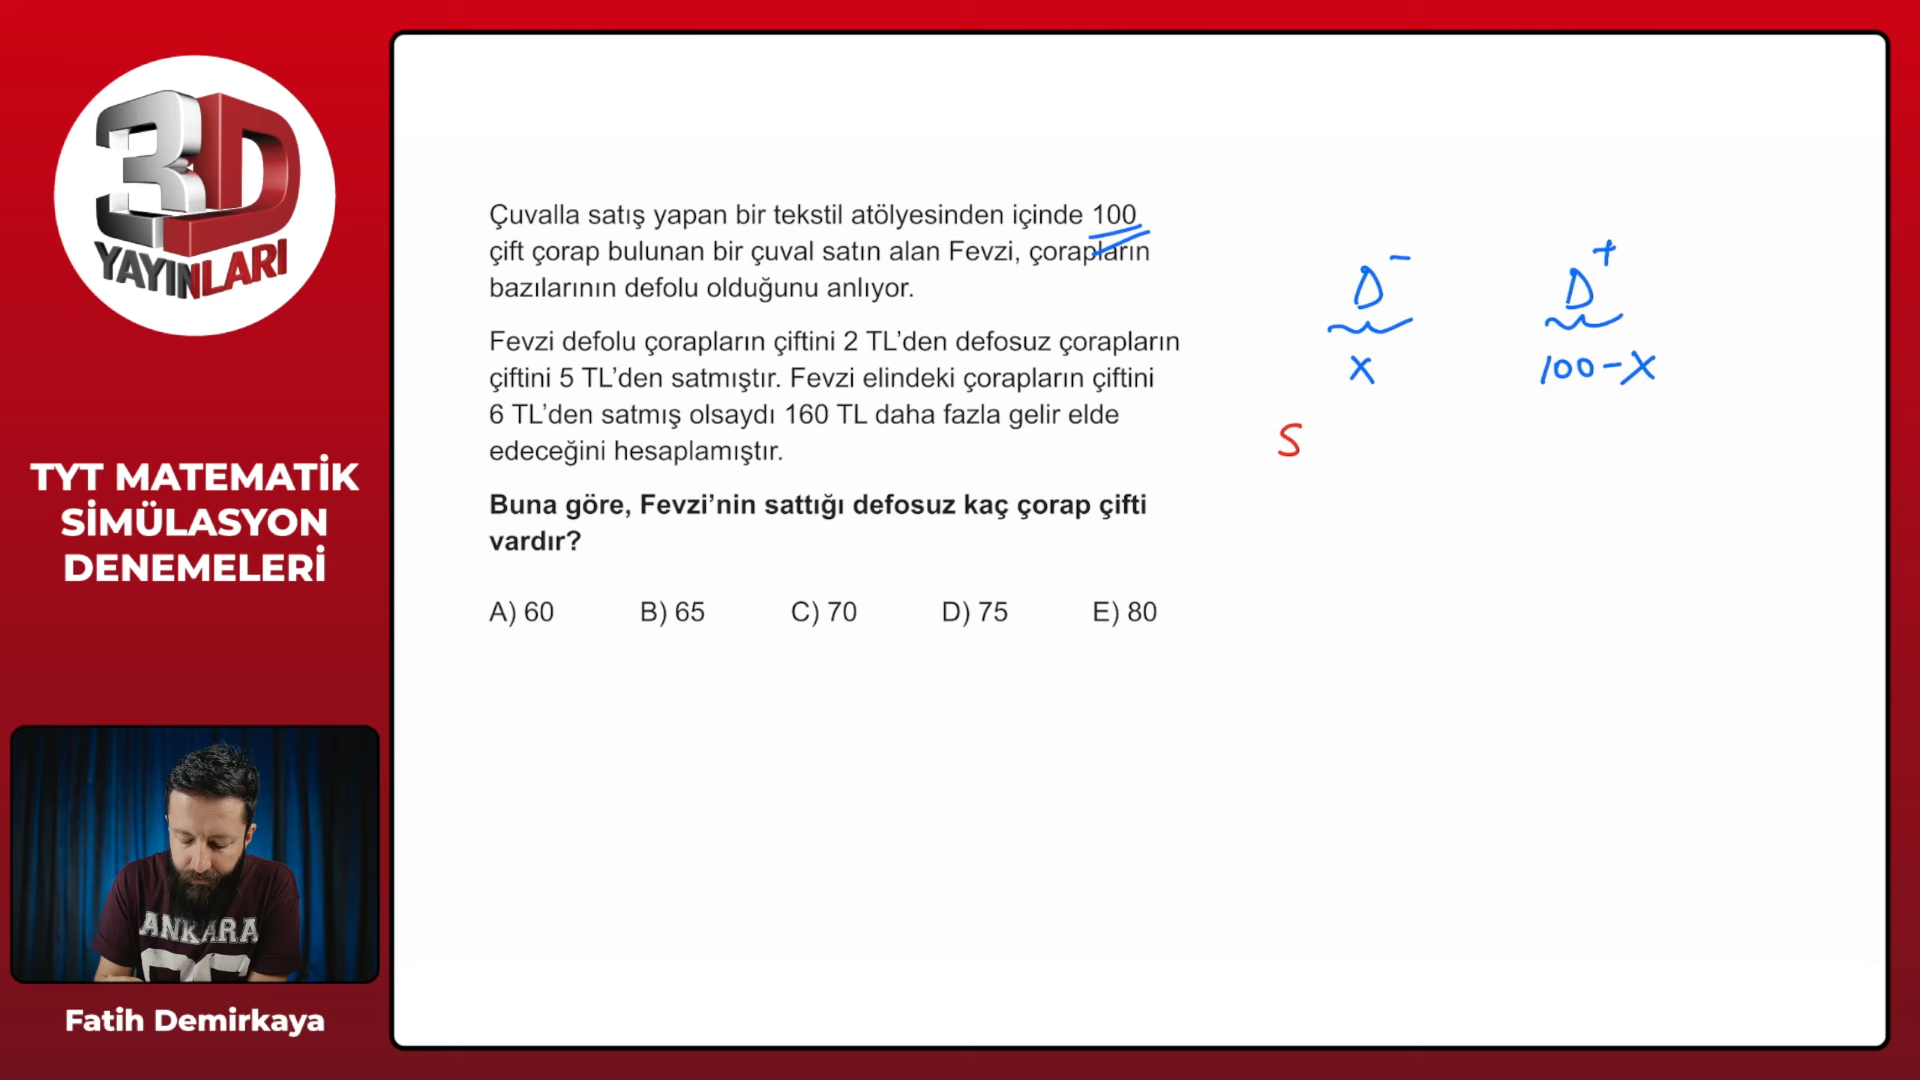 3D
YAYINLARI
TYT MATEMATİK
SİMÜLASYON
DENEMELERİ
ANKARA
Fatih Demirkaya
Çuvalla satış yapan bir tekstil atölyesinden içinde 100
çift çorap bulunan bir çuval satın alan Fevzi, çorapların
bazılarının defolu olduğunu anlıyor.
Fevzi defolu çorapların çiftini 2 TL’den defosuz çorapların
çiftini 5 TL’den satmıştır. Fevzi elindeki çorapların çiftini
6 TL’den satmış olsaydı 160 TL daha fazla gelir elde
edeceğini hesaplamıştır.
Buna göre, Fevzi’nin sattığı defosuz kaç çorap çifti
vardır?
A) 60 B) 65 C) 70 D) 75 E) 80
D⁻ D⁺
x 100-x
S